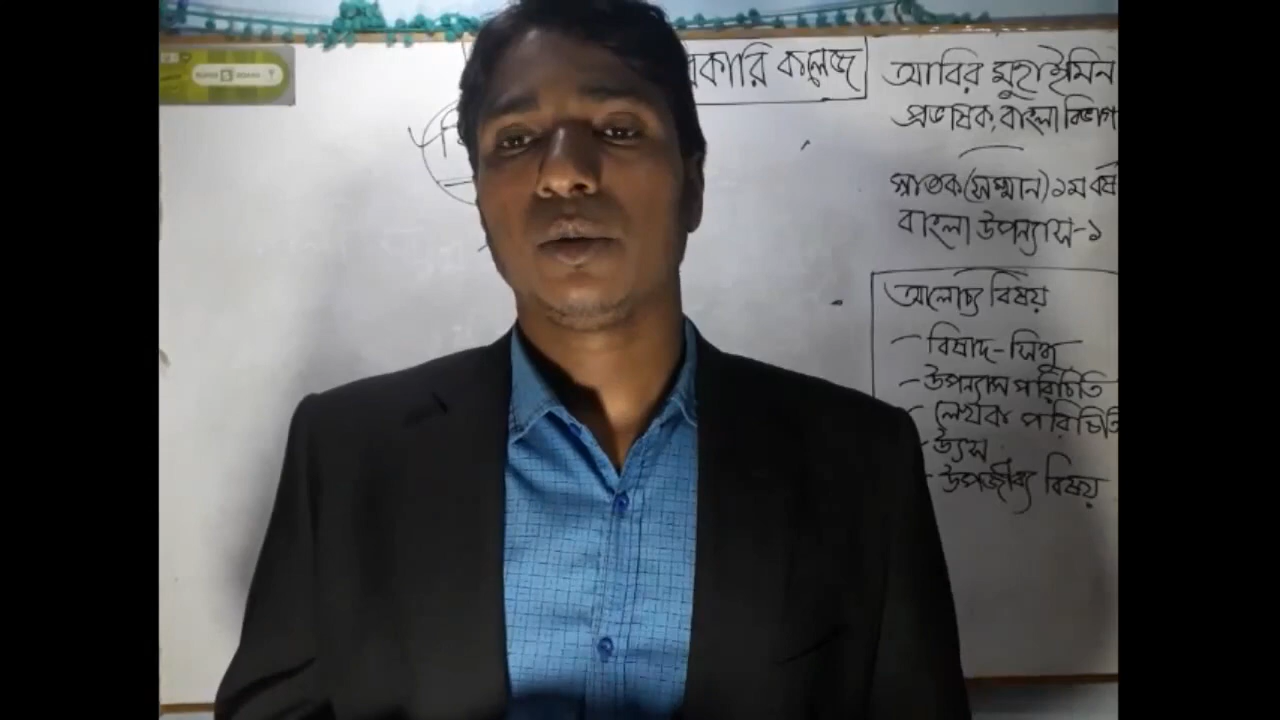 রকারি কলেজ
আবির মুহাইমিন
প্রভাষক, বাংলা বিভাগ
স্নাতক (সম্মান) ১ম বর্ষ
বাংলা উপন্যাস-১
আলোচ্য বিষয়
- বিষাদ-সিন্ধু
- উপন্যাস পরিচিতি
- লেখক পরিচিতি
- উৎস
- উপজীব্য বিষয়